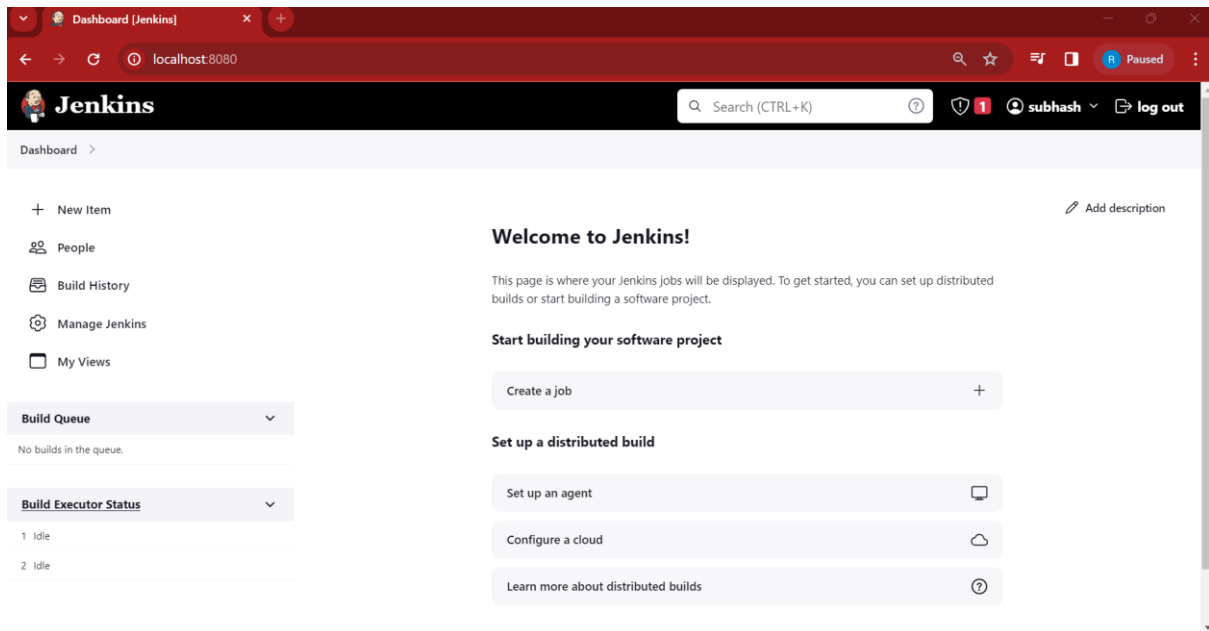 Dashboard [Jenkins]
localhost:8080
R Paused
Jenkins
Search (CTRL+K)
1
subhash
log out
Dashboard
New Item
People
Build History
Manage Jenkins
My Views
Build Queue
No builds in the queue.
Build Executor Status
1 Idle
2 Idle
Add description
Welcome to Jenkins!
This page is where your Jenkins jobs will be displayed. To get started, you can set up distributed
builds or start building a software project.
Start building your software project
Create a job
Set up a distributed build
Set up an agent
Configure a cloud
Learn more about distributed builds